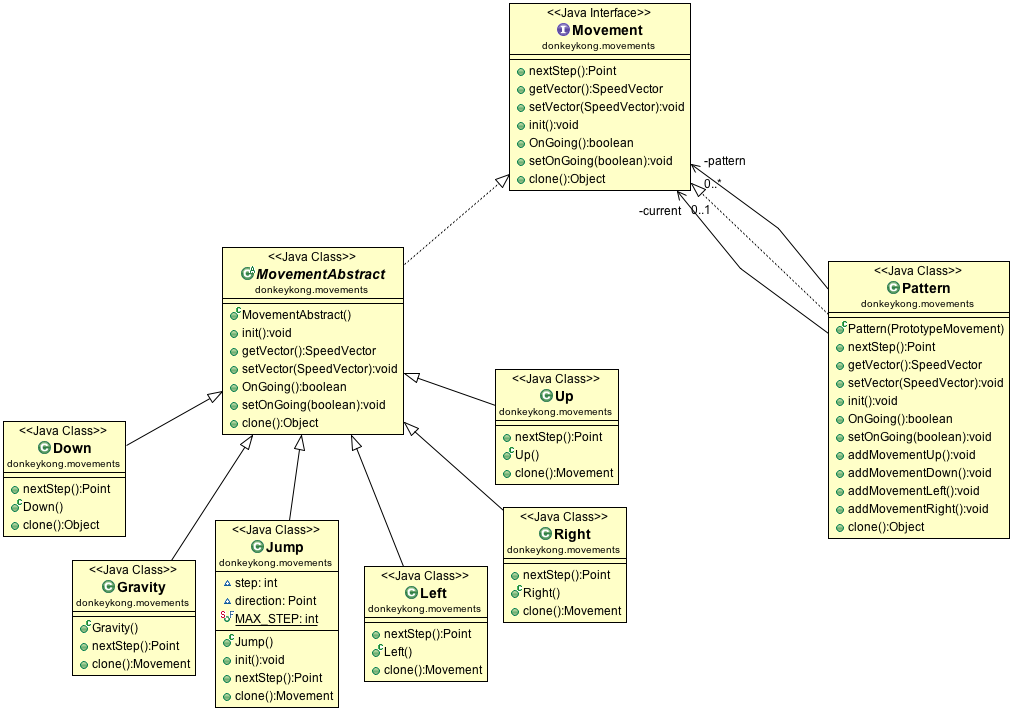 <<Java Interface>>
Movement
donkeykong.movements
nextStep():Point
getVector():SpeedVector
setVector(SpeedVector):void
init():void
OnGoing():boolean
setOnGoing(boolean):void
clone():Object
-pattern
0..*
-current 0..1
<<Java Class>>
MovementAbstract
donkeykong.movements
MovementAbstract()
init():void
getVector():SpeedVector
setVector(SpeedVector):void
OnGoing():boolean
setOnGoing(boolean):void
clone():Object
<<Java Class>>
Pattern
donkeykong.movements
Pattern(PrototypeMovement)
nextStep():Point
getVector():SpeedVector
setVector(SpeedVector):void
init():void
OnGoing():boolean
setOnGoing(boolean):void
addMovementUp():void
addMovementDown():void
addMovementLeft():void
addMovementRight():void
clone():Object
<<Java Class>>
Up
donkeykong.movements
nextStep():Point
Up()
clone():Movement
<<Java Class>>
Down
donkeykong.movements
nextStep():Point
Down()
clone():Object
<<Java Class>>
Right
donkeykong.movements
nextStep():Point
Right()
clone():Movement
<<Java Class>>
Jump
donkeykong.movements
step: int
direction: Point
MAX_STEP: int
Jump()
init():void
nextStep():Point
clone():Movement
<<Java Class>>
Gravity
donkeykong.movements
Gravity()
nextStep():Point
clone():Movement
<<Java Class>>
Left
donkeykong.movements
nextStep():Point
Left()
clone():Movement